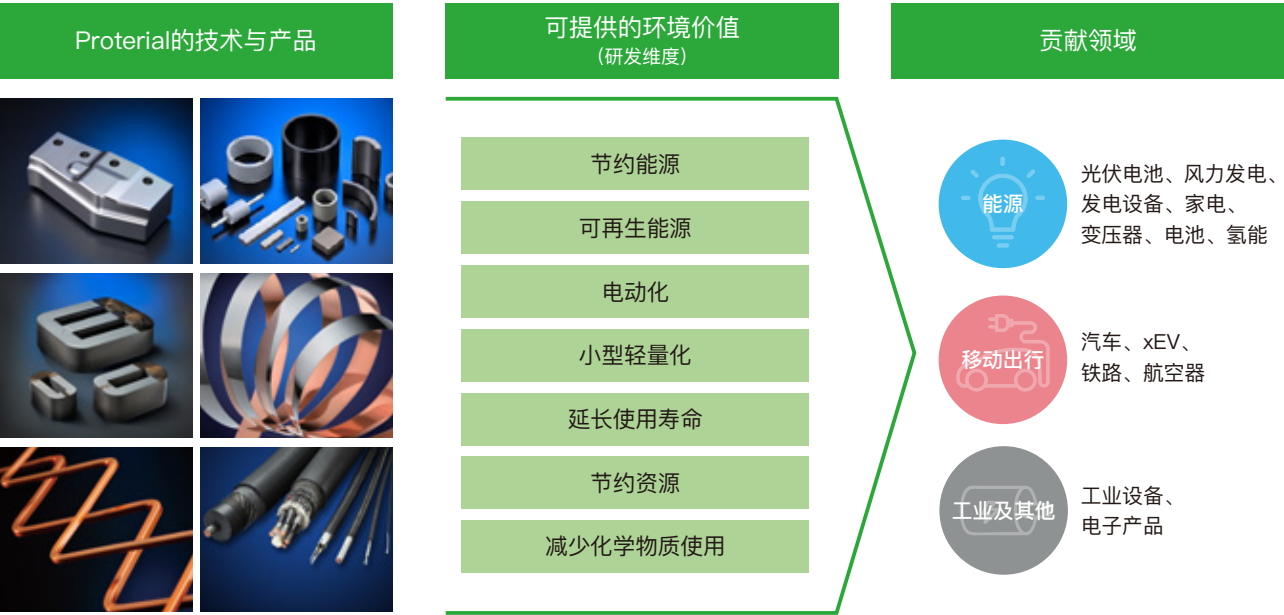 Proterial的技术与产品
可提供的环境价值
(研发维度)
贡献领域
节约能源
可再生能源
电动化
小型轻量化
延长使用寿命
节约资源
减少化学物质使用
能源
光伏电池、风力发电、
发电设备、家电、
变压器、电池、氢能
移动出行
汽车、xEV、
铁路、航空器
工业及其他
工业设备、
电子产品